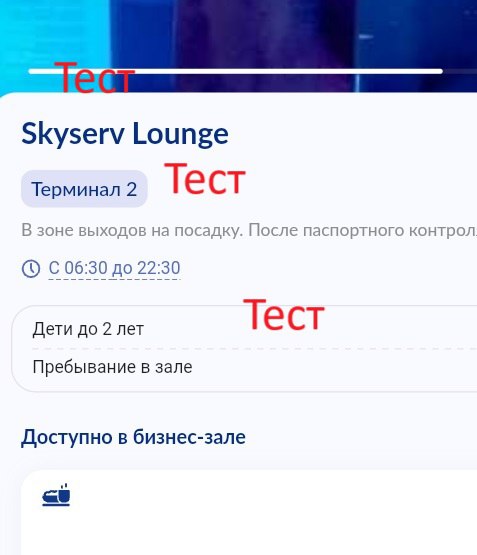 Тест
Skyserv Lounge
Терминал 2
Тест
В зоне выходов на посадку. После паспортного
С 06:30 до 22:30
Тест
Дети до 2 лет
Пребывание в зале
Доступно в бизнес-зале